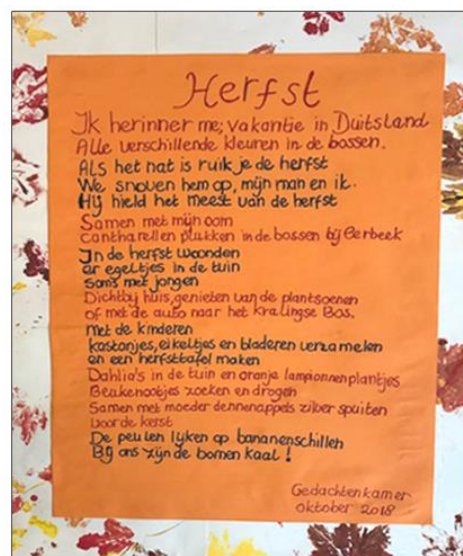 Herfst
Ik herinner me; vakantie in Duitsland
Alle verschillende kleuren in de bossen.
Als het nat is ruik je de herfst
We snoven hem op, mijn man en ik.
Hij hield het meest van de herfst
Samen met mijn oom
Cantharellen plukken in de bossen bij Eerbeek
In de herfst woonden
er egeltjes in de tuin
soms met jongen
Dichtbij huis, genieten van de plantsoenen
of met de auto naar het Kralingse Bos.
Met de kinderen
kastanjes, eikeltjes en bladeren verzamelen
en een herfsttafel maken
Dahlia's in de tuin en oranje lampionnenplantjes
Beukenootjes zoeken en drogen
Samen met moeder dennenappels zilver spuiten
voor de kerst
De peulen lijken op bananenschillen
Bij ons zijn de bomen kaal!
Gedachtenkamer
oktober 2018